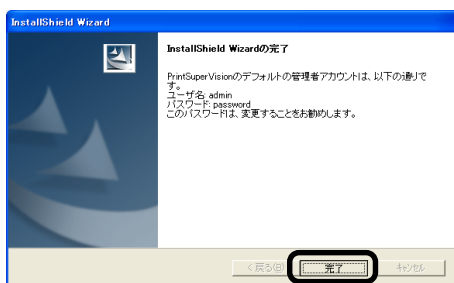 InstallShield Wizard
InstallShield Wizardの完了
PrintSuperVisionのデフォルトの管理者アカウントは、以下の通りで
す。
ユーザ名: admin
パスワード: password
このパスワードは、変更することをお勧めします。
< 戻る(B)
完了
キャンセル